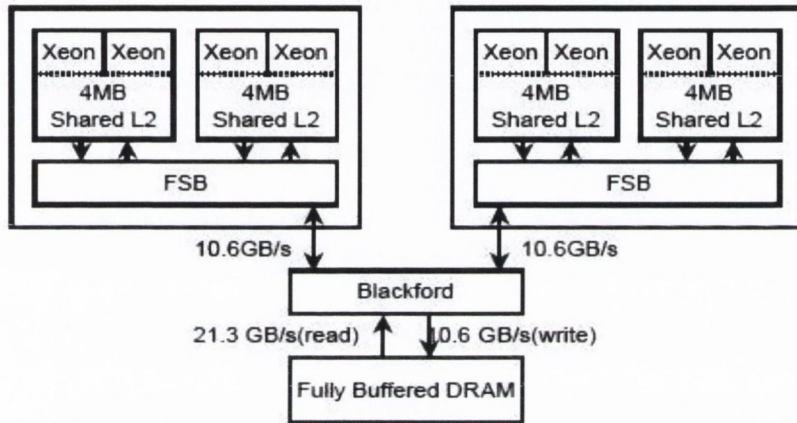 Xeon Xeon Xeon Xeon Xeon Xeon Xeon Xeon
4MB 4MB 4MB 4MB
Shared L2 Shared L2 Shared L2 Shared L2
FSB FSB
10.6GB/s 10.6GB/s
Blackford
21.3 GB/s(read) 10.6 GB/s(write)
Fully Buffered DRAM